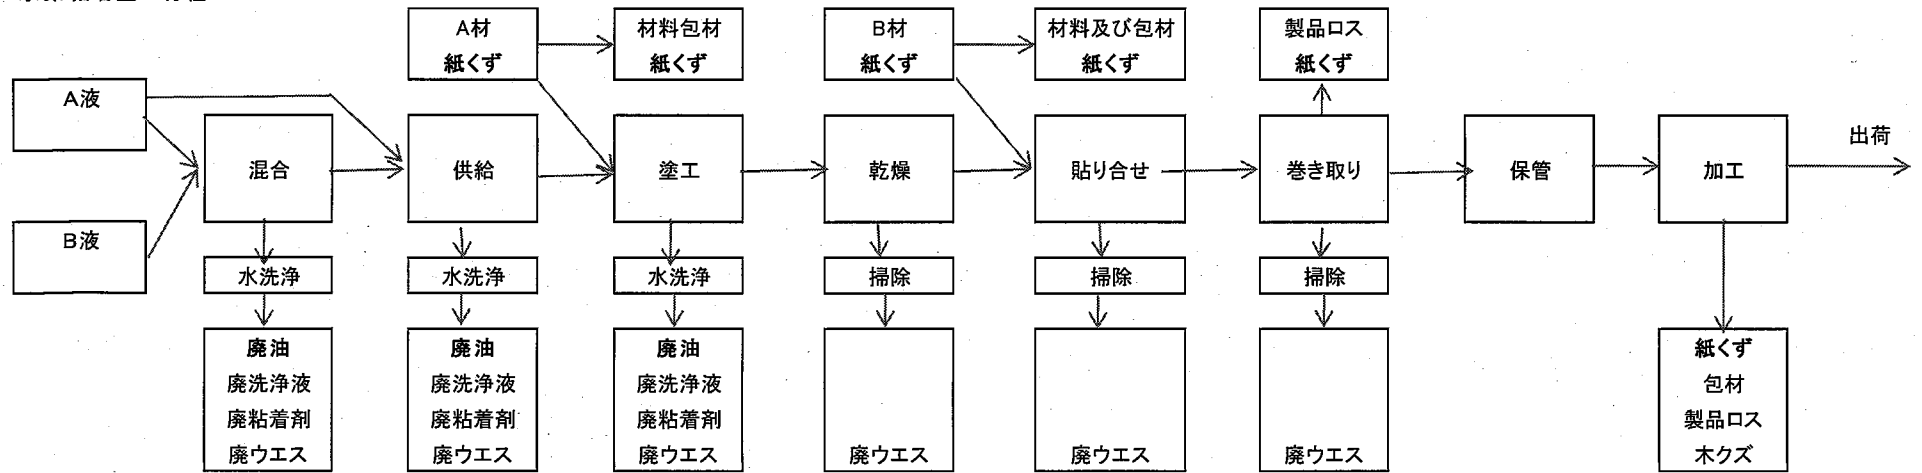 A材
紙くず
材料包材
紙くず
B材
紙くず
材料及び包材
紙くず
製品ロス
紙くず
A液
混合
供給
塗工
乾燥
貼り合せ
巻き取り
保管
加工
出荷
B液
水洗浄
水洗浄
水洗浄
掃除
掃除
掃除
廃油
廃洗浄液
廃粘着剤
廃ウエス
廃油
廃洗浄液
廃粘着剤
廃ウエス
廃油
廃洗浄液
廃粘着剤
廃ウエス
廃ウエス
廃ウエス
廃ウエス
紙くず
包材
製品ロス
木クズ